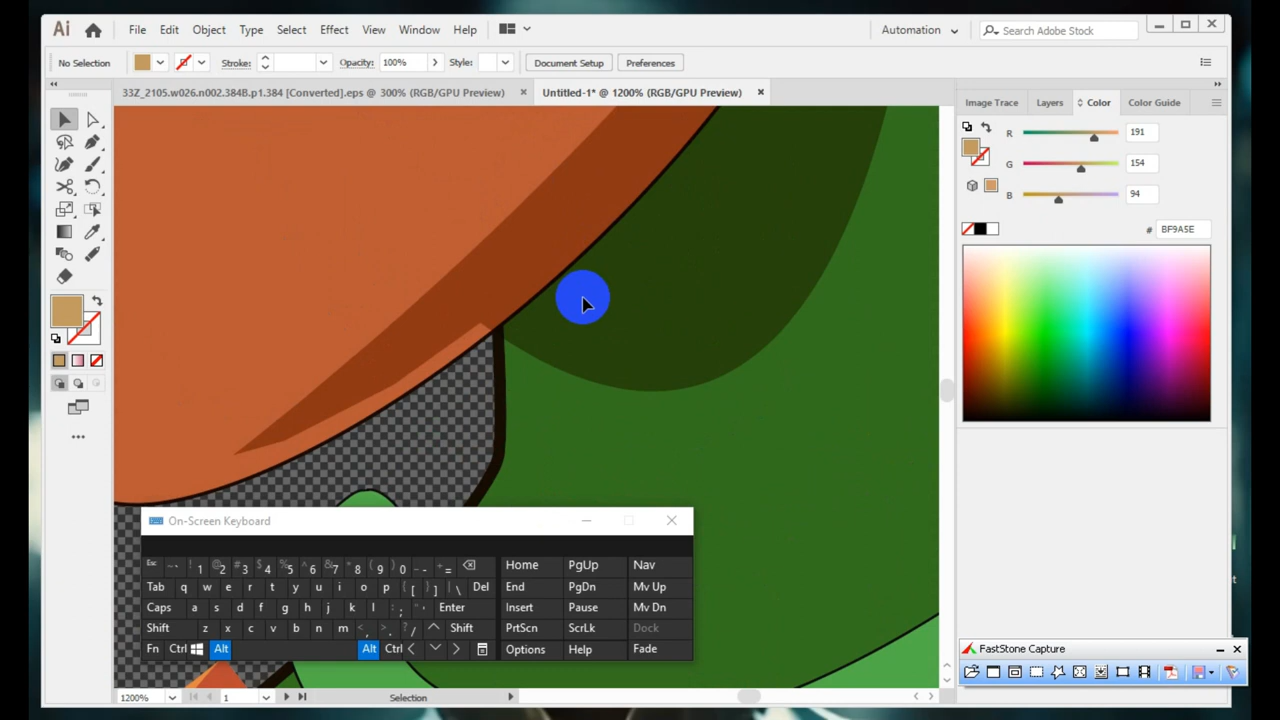 Ai File Edit Object Type Select Effect View Window Help Automation Search Adobe Stock
No Selection Stroke: Opacity: 100% Style: Document Setup Preferences
33Z_2105.w026.n002.384B.p1.384 [Converted].eps @ 300% (RGB/GPU Preview) × Untitled-1* @ 1200% (RGB/GPU Preview) ×
Image Trace Layers Color Color Guide
R 191
G 154
B 94
# BF9A5E
On-Screen Keyboard
Esc ~ ` ! 1 @ 2 # 3 $ 4 % 5 ^ 6 & 7 * 8 ( 9 ) 0 _ - + = Home PgUp Nav
Tab q w e r t y u i o p { [ } ] | \ Del End PgDn Mv Up
Caps a s d f g h j k l : ; " ' Enter Insert Pause Mv Dn
Shift z x c v b n m < , > . ? / Shift PrtScn ScrLk Dock
Fn Ctrl Alt Alt Ctrl Options Help Fade
FastStone Capture
1200% 1 Selection